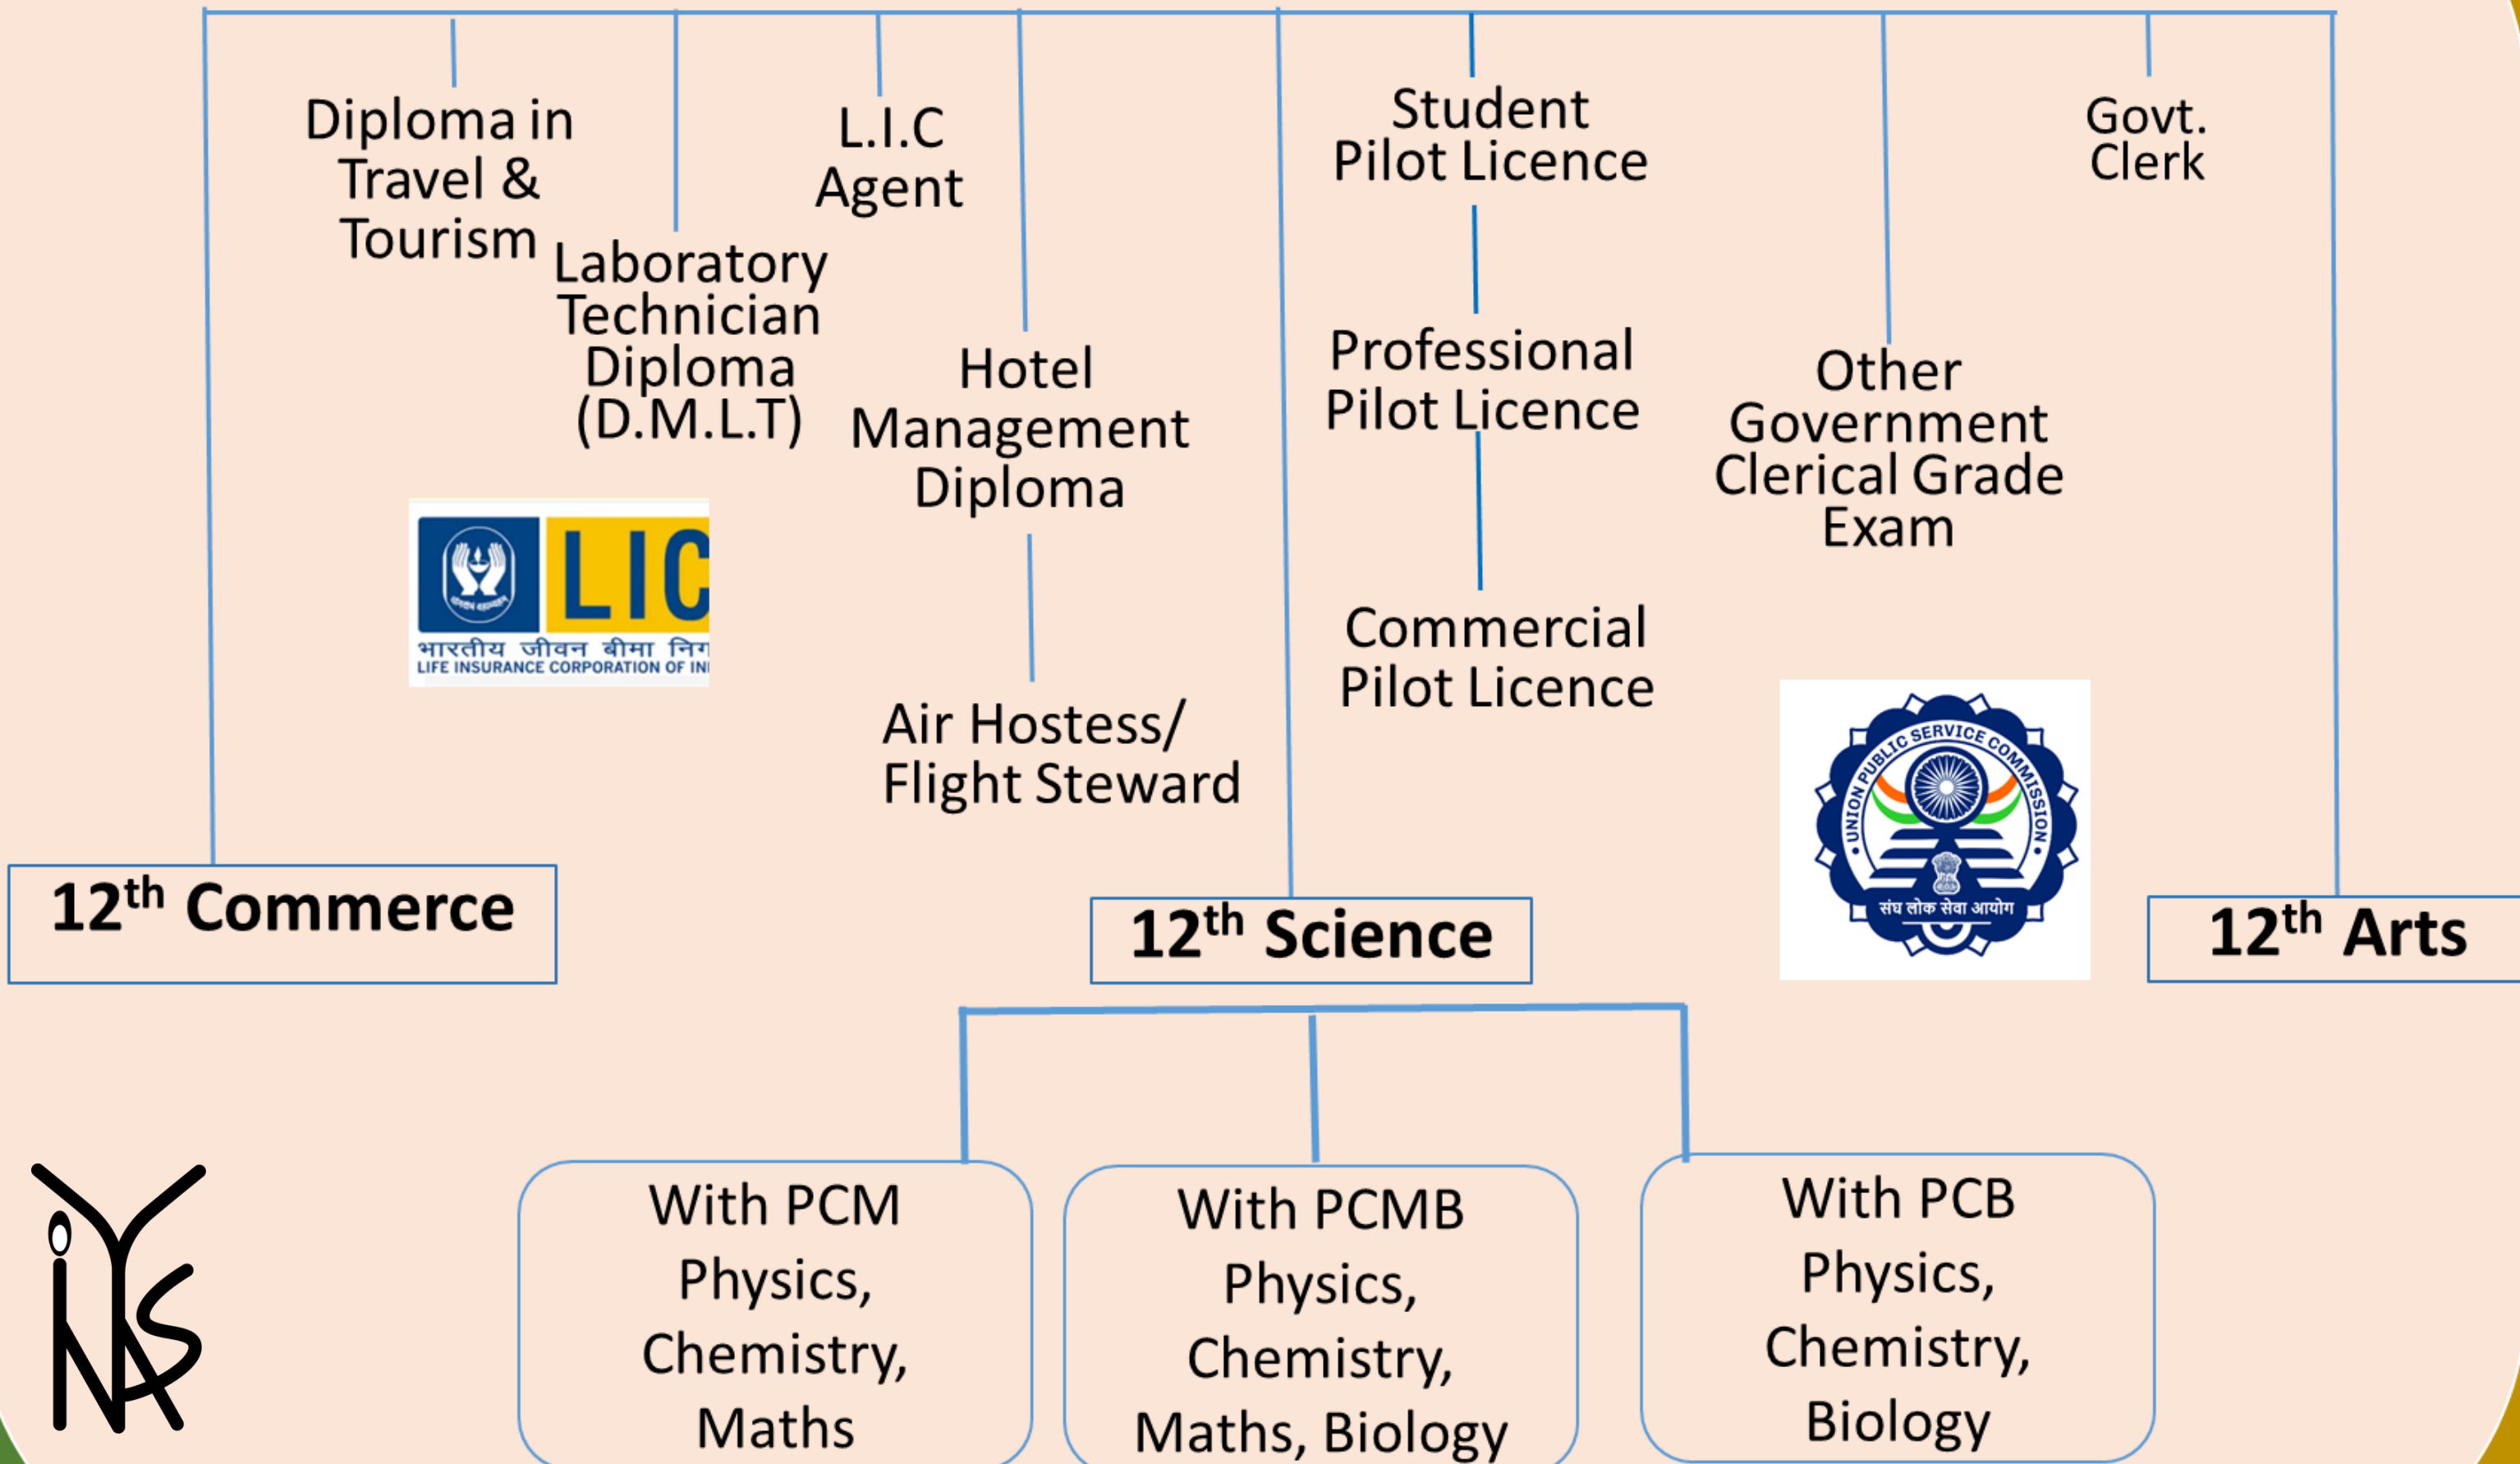 Diploma in
Travel &
Tourism
Laboratory
Technician
Diploma
(D.M.L.T)
L.I.C
Agent
Hotel
Management
Diploma
Air Hostess/
Flight Steward
Student
Pilot Licence
Professional
Pilot Licence
Commercial
Pilot Licence
Other
Government
Clerical Grade
Exam
Govt.
Clerk
LIC
भारतीय जीवन बीमा निग
LIFE INSURANCE CORPORATION OF IN
UNION PUBLIC SERVICE COMMISSION
संघ लोक सेवा आयोग
12th Commerce
12th Science
12th Arts
With PCM
Physics,
Chemistry,
Maths
With PCMB
Physics,
Chemistry,
Maths, Biology
With PCB
Physics,
Chemistry,
Biology